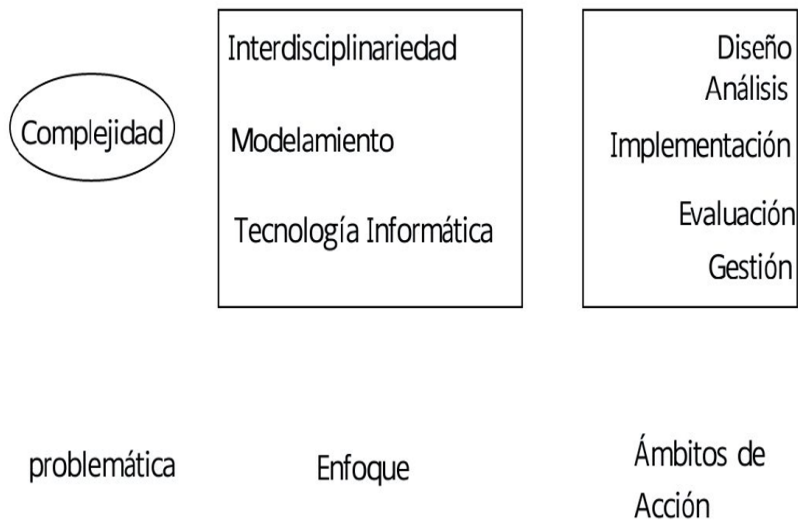 Complejidad
Interdisciplinariedad
Modelamiento
Tecnología Informática
Diseño
Análisis
Implementación
Evaluación
Gestión
problemática
Enfoque
Ámbitos de
Acción